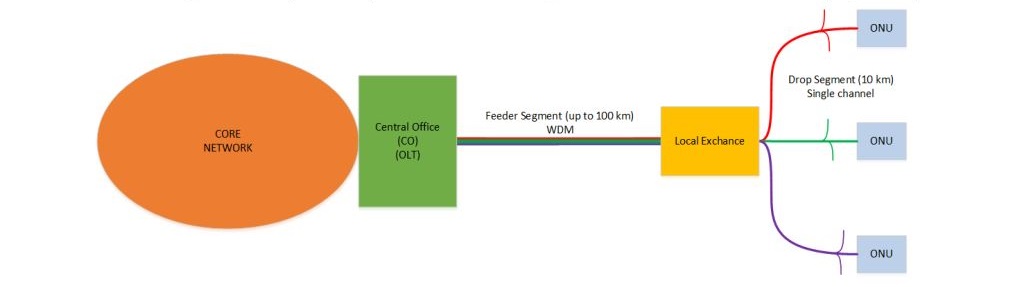 CORE
NETWORK
Central Office
(CO)
(OLT)
Feeder Segment (up to 100 km)
WDM
Local Exchance
ONU
Drop Segment (10 km)
Single channel
ONU
ONU